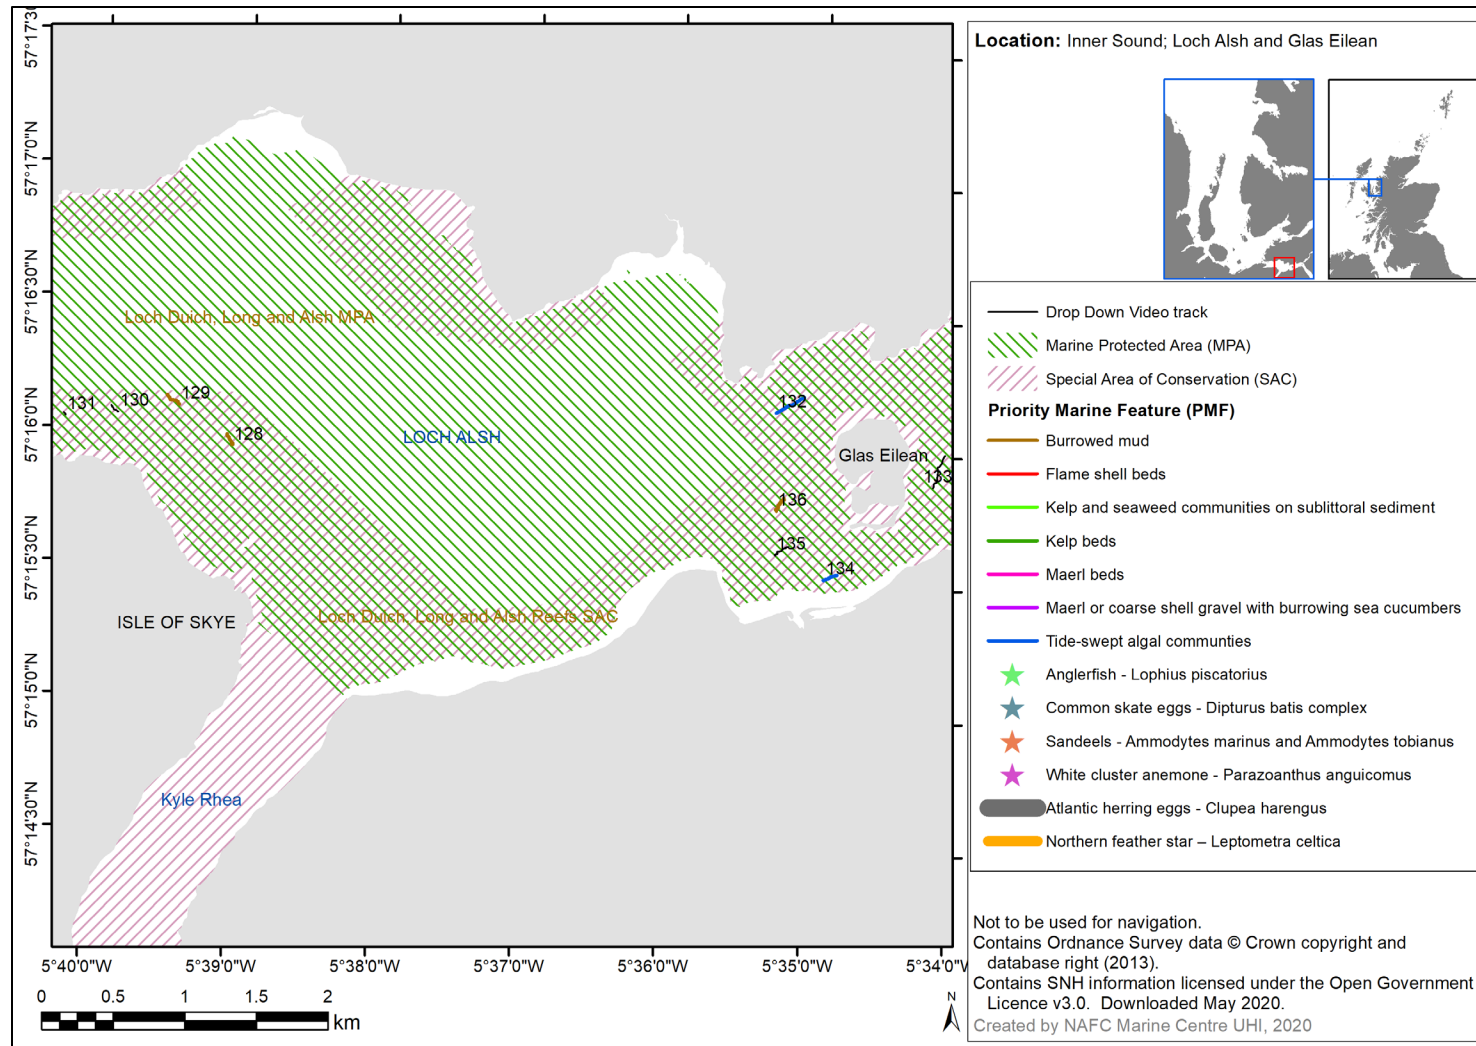 57°17'30
57°17'0"N
57°16'30"N
57°16'0"N
57°15'30"N
57°15'0"N
57°14'30"N
Loch Duich, Long and Alsh MPA
131
130
129
128
LOCH ALSH
132
Glas Eilean
133
136
135
134
ISLE OF SKYE
Loch Duich, Long and Alsh Reefs SAC
Kyle Rhea
5°40'0"W
5°39'0"W
5°38'0"W
5°37'0"W
5°36'0"W
5°35'0"W
5°34'0"V
0 0.5 1 1.5 2
km
N
Location: Inner Sound; Loch Alsh and Glas Eilean
Drop Down Video track
Marine Protected Area (MPA)
Special Area of Conservation (SAC)
Priority Marine Feature (PMF)
Burrowed mud
Flame shell beds
Kelp and seaweed communities on sublittoral sediment
Kelp beds
Maerl beds
Maerl or coarse shell gravel with burrowing sea cucumbers
Tide-swept algal communties
Anglerfish - Lophius piscatorius
Common skate eggs - Dipturus batis complex
Sandeels - Ammodytes marinus and Ammodytes tobianus
White cluster anemone - Parazoanthus anguicomus
Atlantic herring eggs - Clupea harengus
Northern feather star – Leptometra celtica
Not to be used for navigation.
Contains Ordnance Survey data © Crown copyright and
database right (2013).
Contains SNH information licensed under the Open Government
Licence v3.0. Downloaded May 2020.
Created by NAFC Marine Centre UHI, 2020